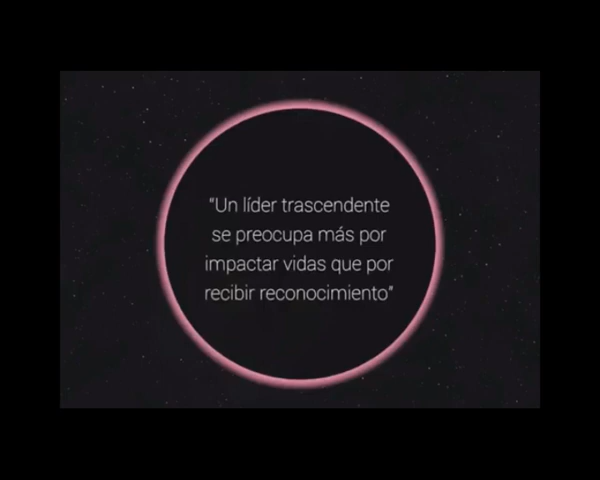 “Un líder trascendente
se preocupa más por
impactar vidas que por
recibir reconocimiento”